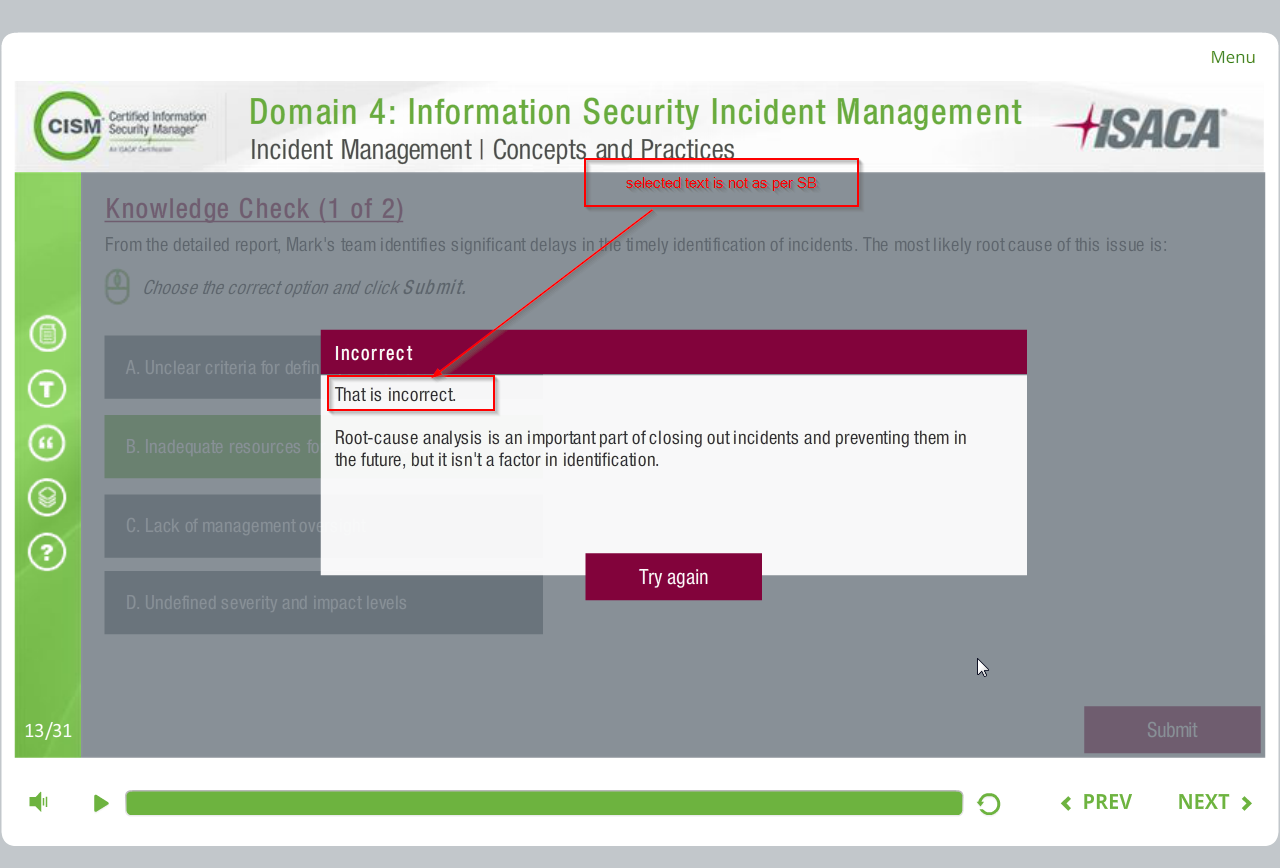 Menu
CISM
Certified Information
Security Manager®
An ISACA® Certification
Domain 4: Information Security Incident Management
Incident Management | Concepts and Practices
ISACA®
selected text is not as per SB
Knowledge Check (1 of 2)
From the detailed report, Mark's team identifies significant delays in the timely identification of incidents. The most likely root cause of this issue is:
Choose the correct option and click Submit.
A. Unclear criteria for defin
B. Inadequate resources fo
C. Lack of management ove
D. Undefined severity and impact levels
Incorrect
That is incorrect.
Root-cause analysis is an important part of closing out incidents and preventing them in
the future, but it isn't a factor in identification.
Try again
13/31
Submit
PREV
NEXT